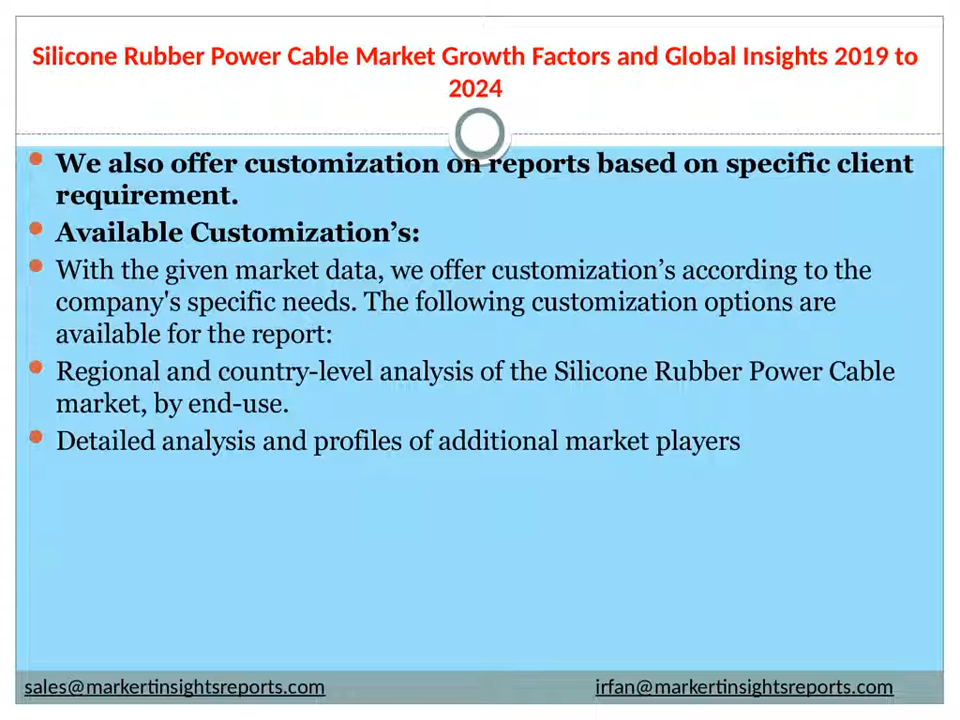 Silicone Rubber Power Cable Market Growth Factors and Global Insights 2019 to
2024
We also offer customization on reports based on specific client
requirement.
Available Customization’s:
With the given market data, we offer customization’s according to the
company's specific needs. The following customization options are
available for the report:
Regional and country-level analysis of the Silicone Rubber Power Cable
market, by end-use.
Detailed analysis and profiles of additional market players
sales@markertinsightsreports.com irfan@markertinsightsreports.com